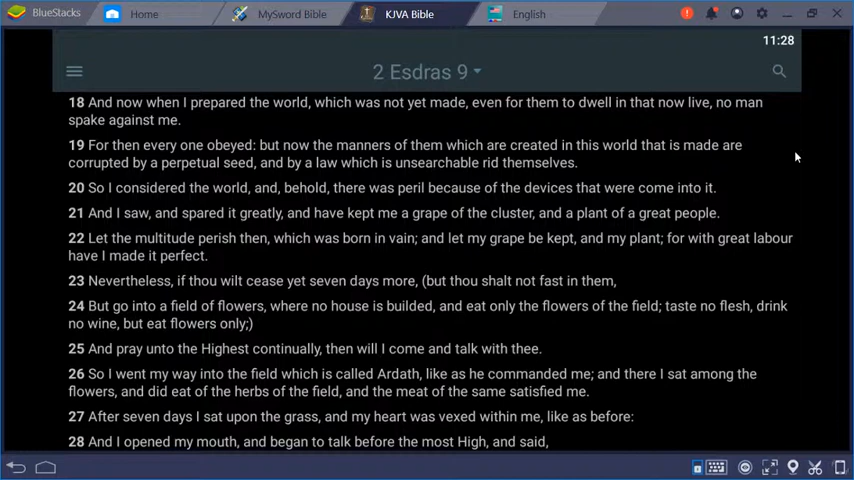 BlueStacks Home MySword Bible KJVA Bible English
11:28
2 Esdras 9
18 And now when I prepared the world, which was not yet made, even for them to dwell in that now live, no man
spake against me.
19 For then every one obeyed: but now the manners of them which are created in this world that is made are
corrupted by a perpetual seed, and by a law which is unsearchable rid themselves.
20 So I considered the world, and, behold, there was peril because of the devices that were come into it.
21 And I saw, and spared it greatly, and have kept me a grape of the cluster, and a plant of a great people.
22 Let the multitude perish then, which was born in vain; and let my grape be kept, and my plant; for with great labour
have I made it perfect.
23 Nevertheless, if thou wilt cease yet seven days more, (but thou shalt not fast in them,
24 But go into a field of flowers, where no house is builded, and eat only the flowers of the field; taste no flesh, drink
no wine, but eat flowers only;)
25 And pray unto the Highest continually, then will I come and talk with thee.
26 So I went my way into the field which is called Ardath, like as he commanded me; and there I sat among the
flowers, and did eat of the herbs of the field, and the meat of the same satisfied me.
27 After seven days I sat upon the grass, and my heart was vexed within me, like as before:
28 And I opened my mouth, and began to talk before the most High, and said,